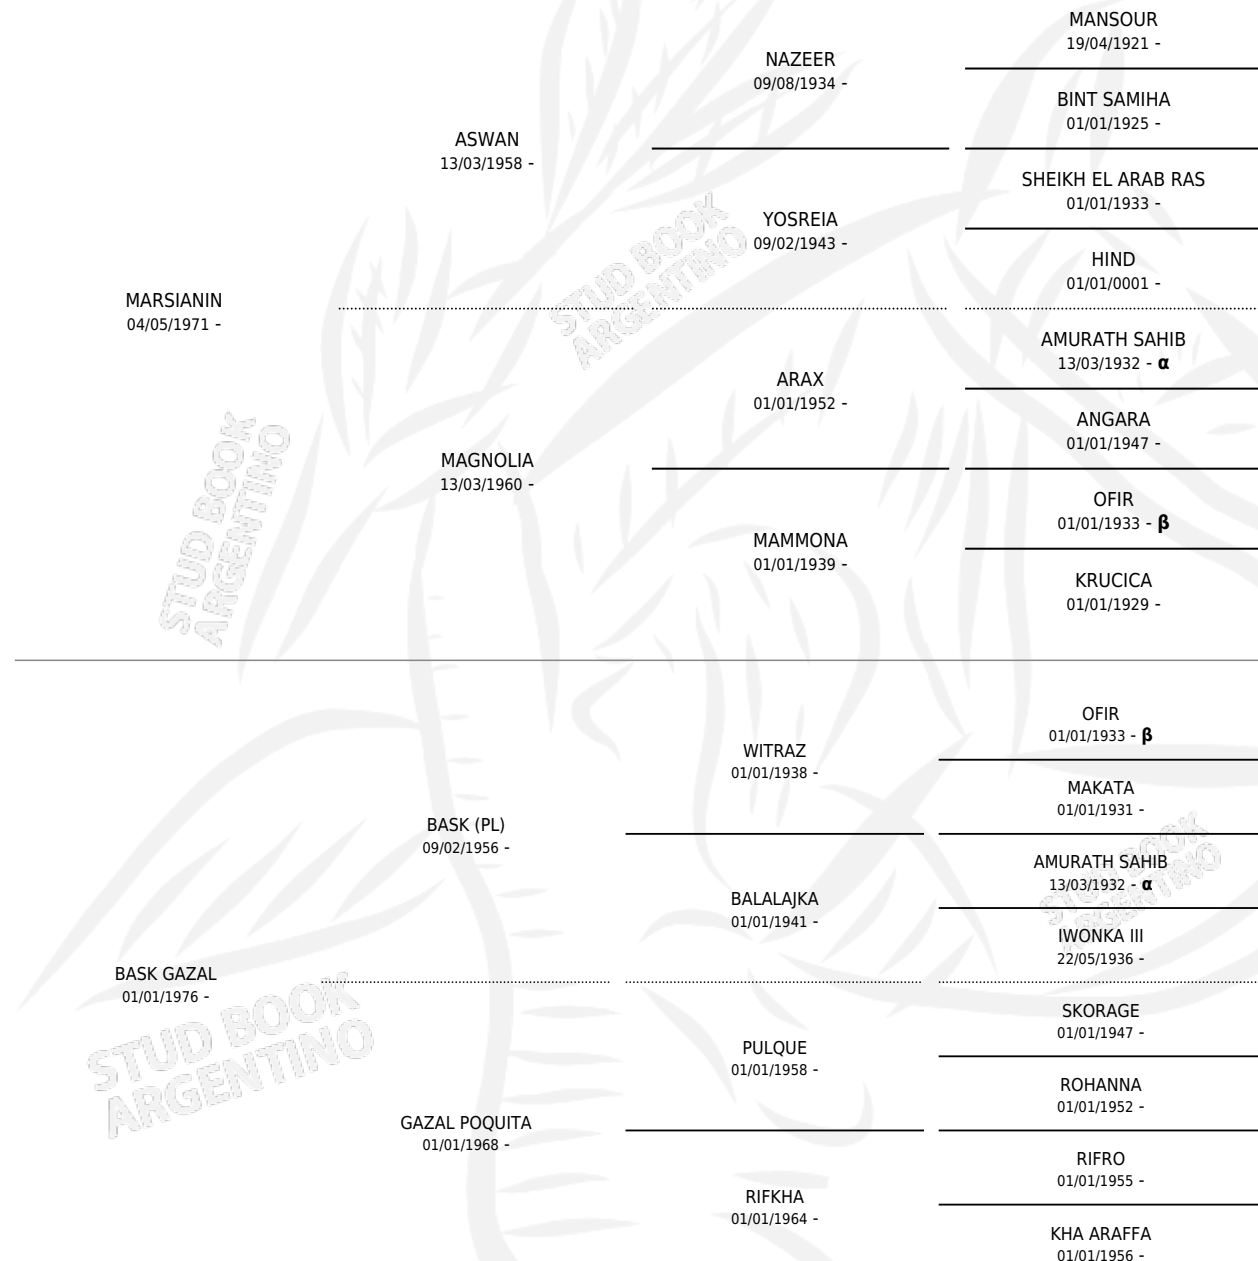 MARSIANIN
04/05/1971 -
ASWAN
13/03/1958 -
NAZEER
09/08/1934 -
MANSOUR
19/04/1921 -
BINT SAMIHA
01/01/1925 -
YOSREIA
09/02/1943 -
SHEIKH EL ARAB RAS
01/01/1933 -
HIND
01/01/0001 -
MAGNOLIA
13/03/1960 -
ARAX
01/01/1952 -
AMURATH SAHIB
13/03/1932 - α
ANGARA
01/01/1947 -
MAMMONA
01/01/1939 -
OFIR
01/01/1933 - β
KRUCICA
01/01/1929 -
BASK GAZAL
01/01/1976 -
BASK (PL)
09/02/1956 -
WITRAZ
01/01/1938 -
OFIR
01/01/1933 - β
MAKATA
01/01/1931 -
BALALAJKA
01/01/1941 -
AMURATH SAHIB
13/03/1932 - α
IWONKA III
22/05/1936 -
GAZAL POQUITA
01/01/1968 -
PULQUE
01/01/1958 -
SKORAGE
01/01/1947 -
ROHANNA
01/01/1952 -
RIFKHA
01/01/1964 -
RIFRO
01/01/1955 -
KHA ARAFFA
01/01/1956 -
STUD BOOK
ARGENTINO
STUD BOOK
ARGENTINO
STUD BOOK
ARGENTINO
STUD BOOK
ARGENTINO